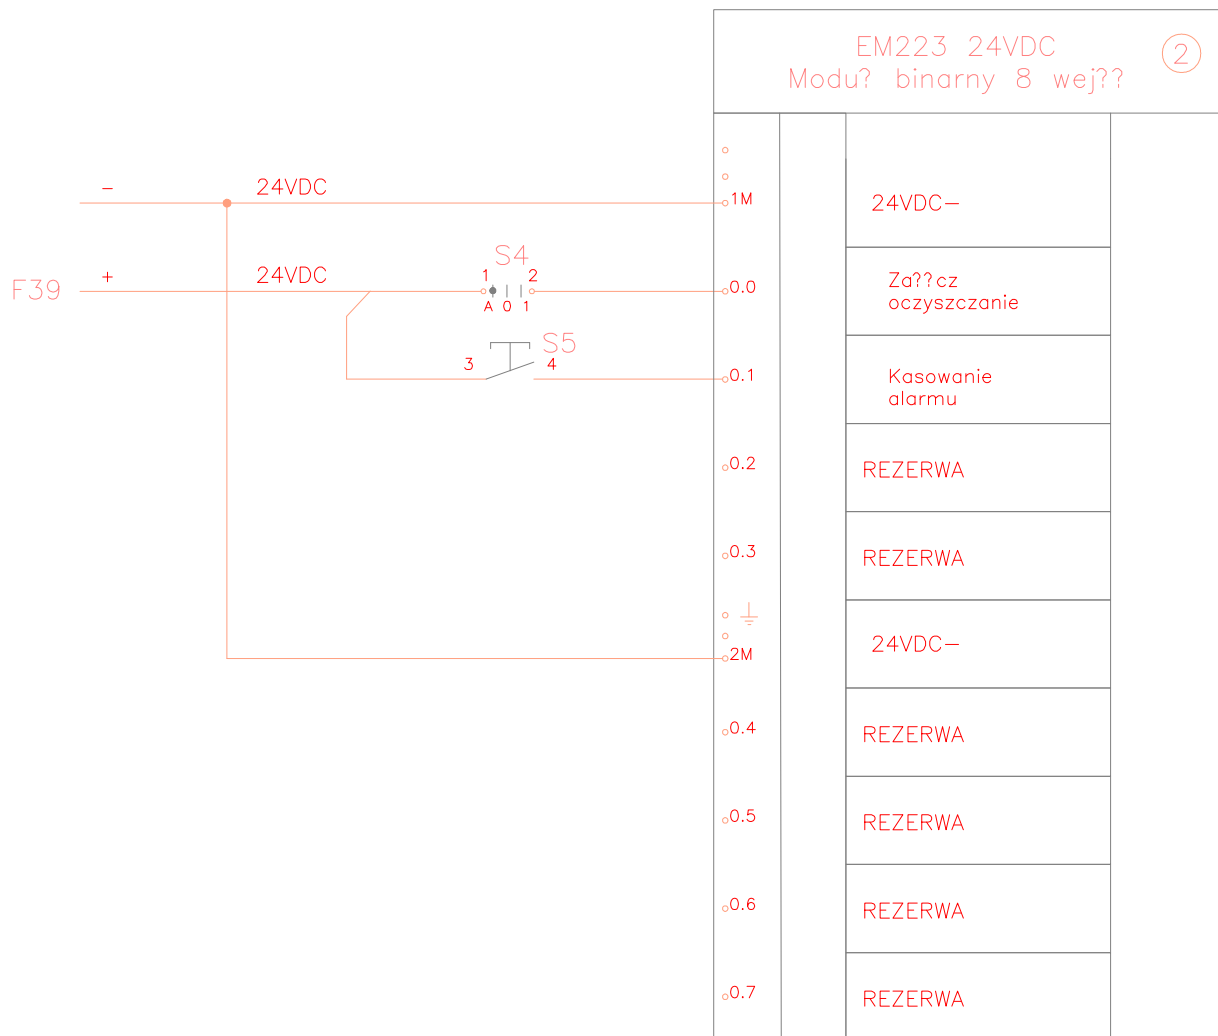 EM223 24VDC
Modu? binarny 8 wej??
2
- 24VDC
1M
24VDC-
F39
+ 24VDC
S4
1 2
A 0 1
0.0
Za??cz
oczyszczanie
S5
3 4
0.1
Kasowanie
alarmu
0.2
REZERWA
0.3
REZERWA
2M
24VDC-
0.4
REZERWA
0.5
REZERWA
0.6
REZERWA
0.7
REZERWA